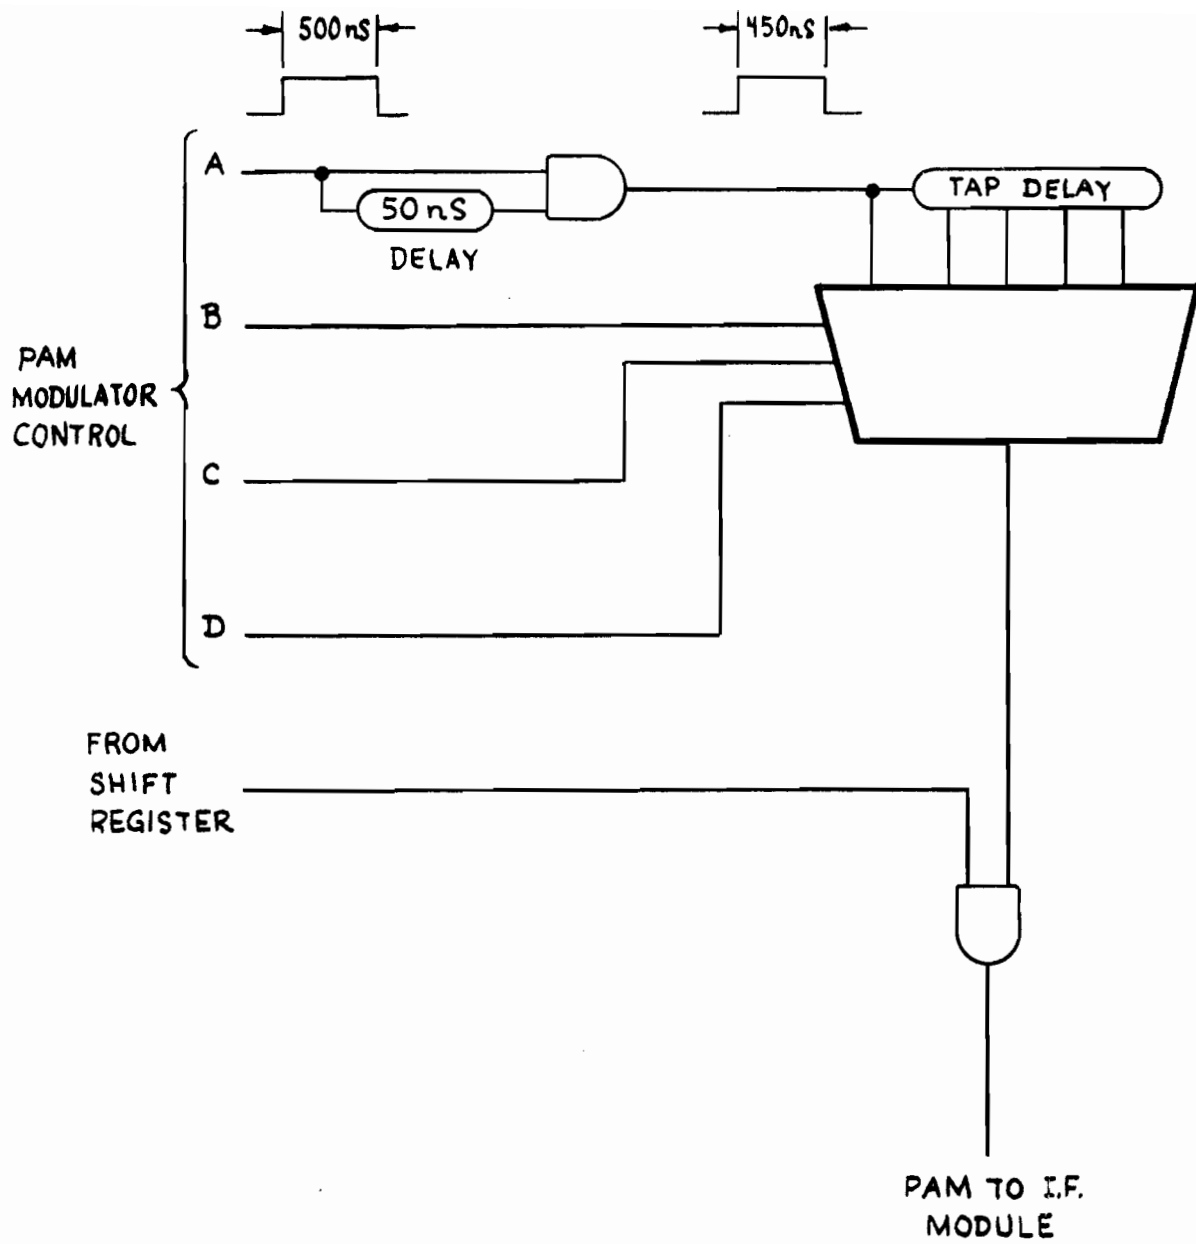 500nS
450nS
A
TAP DELAY
50 nS
DELAY
B
PAM
MODULATOR
CONTROL
C
D
FROM
SHIFT
REGISTER
PAM TO I.F.
MODULE